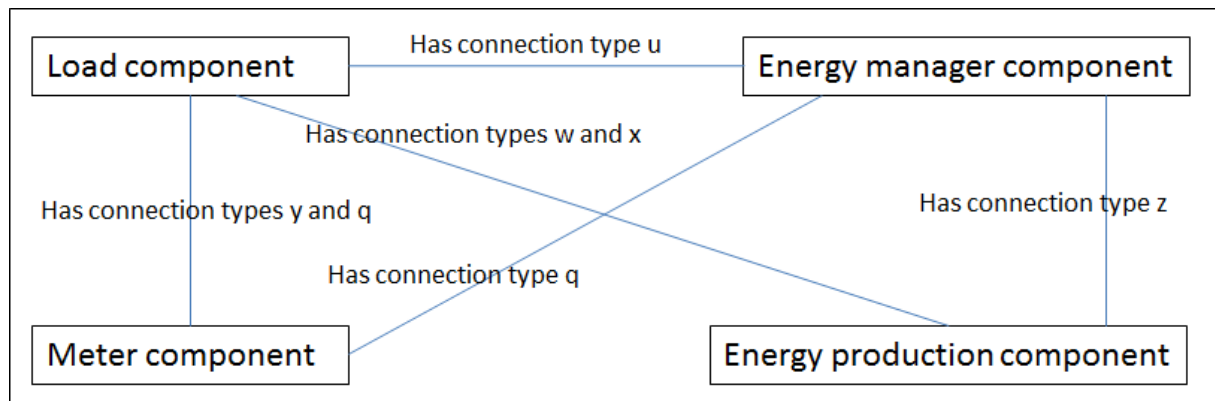 Has connection type u
Load component
Energy manager component
Has connection types w and x
Has connection types y and q
Has connection type z
Has connection type q
Meter component
Energy production component